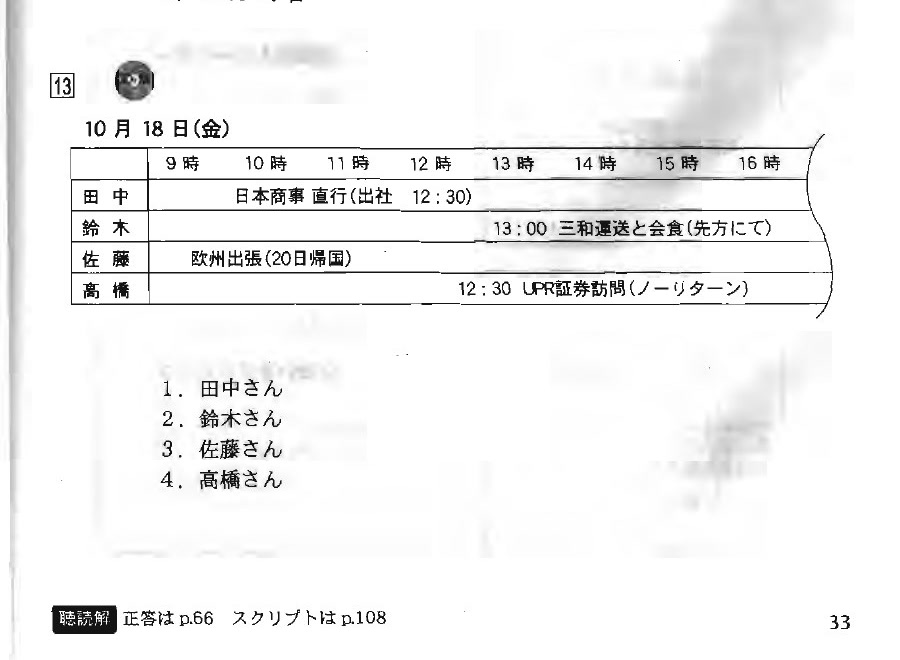 13
10月18日(金)
9時 10時 11時 12時 13時 14時 15時 16時
田中 日本商事 直行(出社 12:30)
鈴木 13:00 三和運送と会食(先方にて)
佐藤 欧州出張(20日帰国)
高橋 12:30 UPR証券訪問(ノーリターン)
1. 田中さん
2. 鈴木さん
3. 佐藤さん
4. 高橋さん
聴読解 正答は p.66 スクリプトは p.108
33